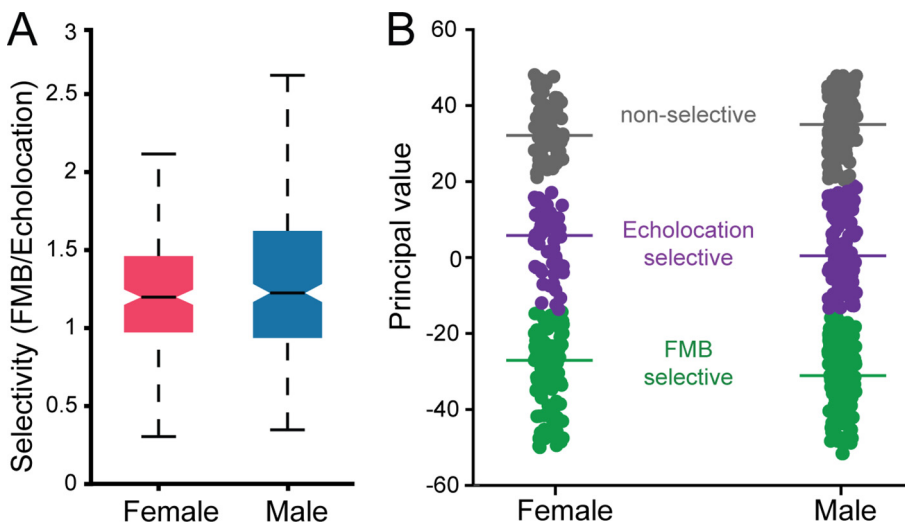 A
Selectivity (FMB/Echolocation)
3
2.5
2
1.5
1
0.5
0
Female
Male
B
Principal value
60
40
20
0
-20
-40
-60
non-selective
Echolocation
selective
FMB
selective
Female
Male